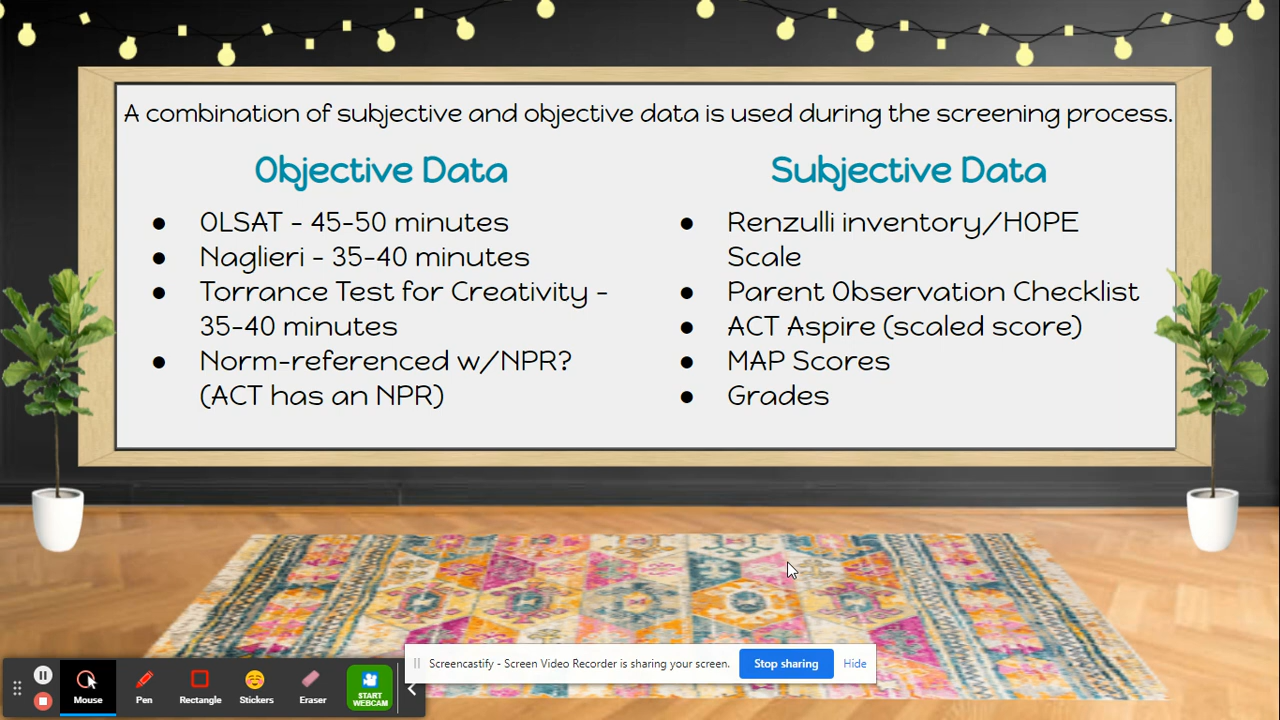 A combination of subjective and objective data is used during the screening process.
Objective Data
● OLSAT - 45-50 minutes
● Naglieri - 35-40 minutes
● Torrance Test for Creativity -
35-40 minutes
● Norm-referenced w/NPR?
(ACT has an NPR)
Subjective Data
● Renzulli inventory/HOPE
Scale
● Parent Observation Checklist
● ACT Aspire (scaled score)
● MAP Scores
● Grades
Screencastify - Screen Video Recorder is sharing your screen.
Stop sharing
Hide
Mouse
Pen
Rectangle
Stickers
Eraser
START
WEBCAM